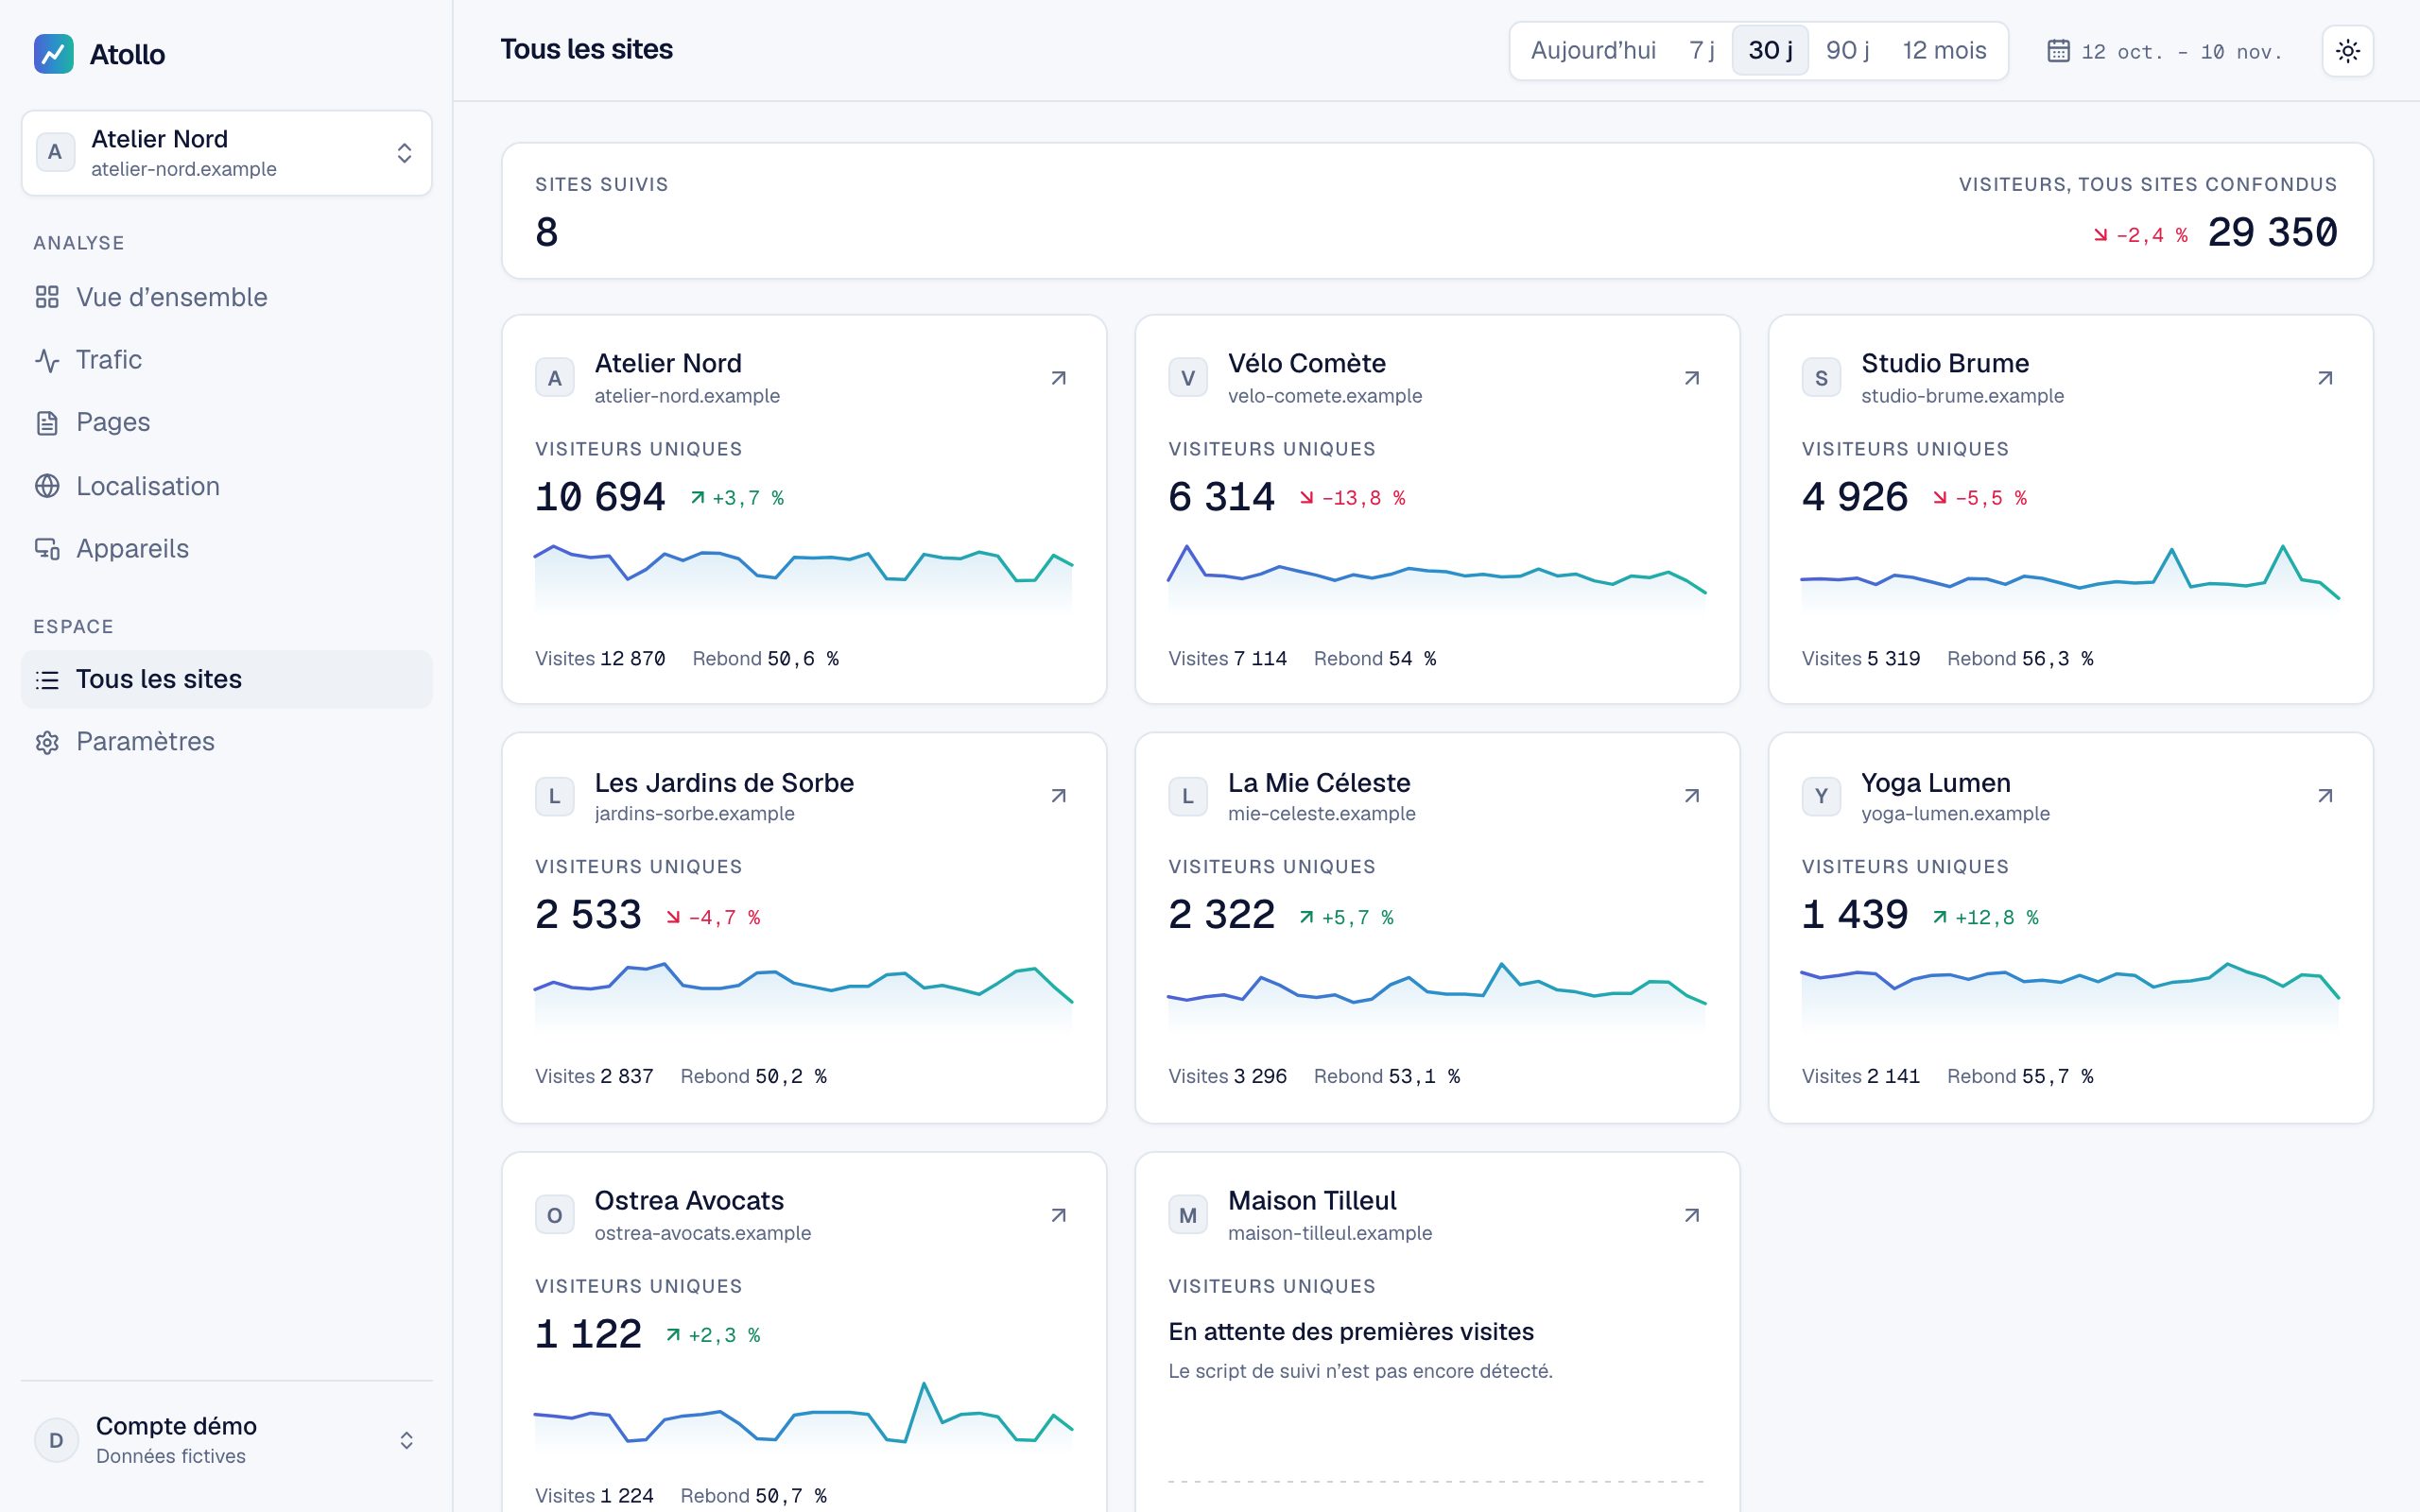 Atollo
A
Atelier Nord
atelier-nord.example
ANALYSE
Vue d’ensemble
Trafic
Pages
Localisation
Appareils
ESPACE
Tous les sites
Paramètres
D
Compte démo
Données fictives
Tous les sites
Aujourd’hui 7 j 30 j 90 j 12 mois
12 oct. – 10 nov.
SITES SUIVIS
8
VISITEURS, TOUS SITES CONFONDUS
−2,4 % 29 350
A
Atelier Nord
atelier-nord.example
VISITEURS UNIQUES
10 694 +3,7 %
Visites 12 870 Rebond 50,6 %
V
Vélo Comète
velo-comete.example
VISITEURS UNIQUES
6 314 −13,8 %
Visites 7 114 Rebond 54 %
S
Studio Brume
studio-brume.example
VISITEURS UNIQUES
4 926 −5,5 %
Visites 5 319 Rebond 56,3 %
L
Les Jardins de Sorbe
jardins-sorbe.example
VISITEURS UNIQUES
2 533 −4,7 %
Visites 2 837 Rebond 50,2 %
L
La Mie Céleste
mie-celeste.example
VISITEURS UNIQUES
2 322 +5,7 %
Visites 3 296 Rebond 53,1 %
Y
Yoga Lumen
yoga-lumen.example
VISITEURS UNIQUES
1 439 +12,8 %
Visites 2 141 Rebond 55,7 %
O
Ostrea Avocats
ostrea-avocats.example
VISITEURS UNIQUES
1 122 +2,3 %
Visites 1 224 Rebond 50,7 %
M
Maison Tilleul
maison-tilleul.example
VISITEURS UNIQUES
En attente des premières visites
Le script de suivi n’est pas encore détecté.